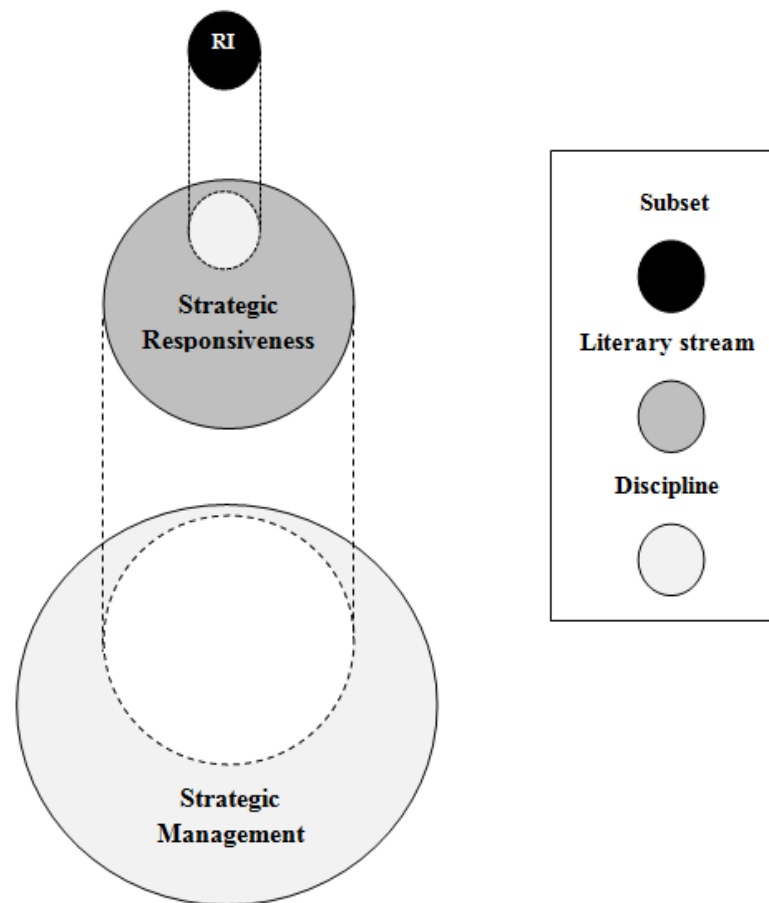 RI
Strategic
Responsiveness
Strategic
Management
Subset
Literary stream
Discipline